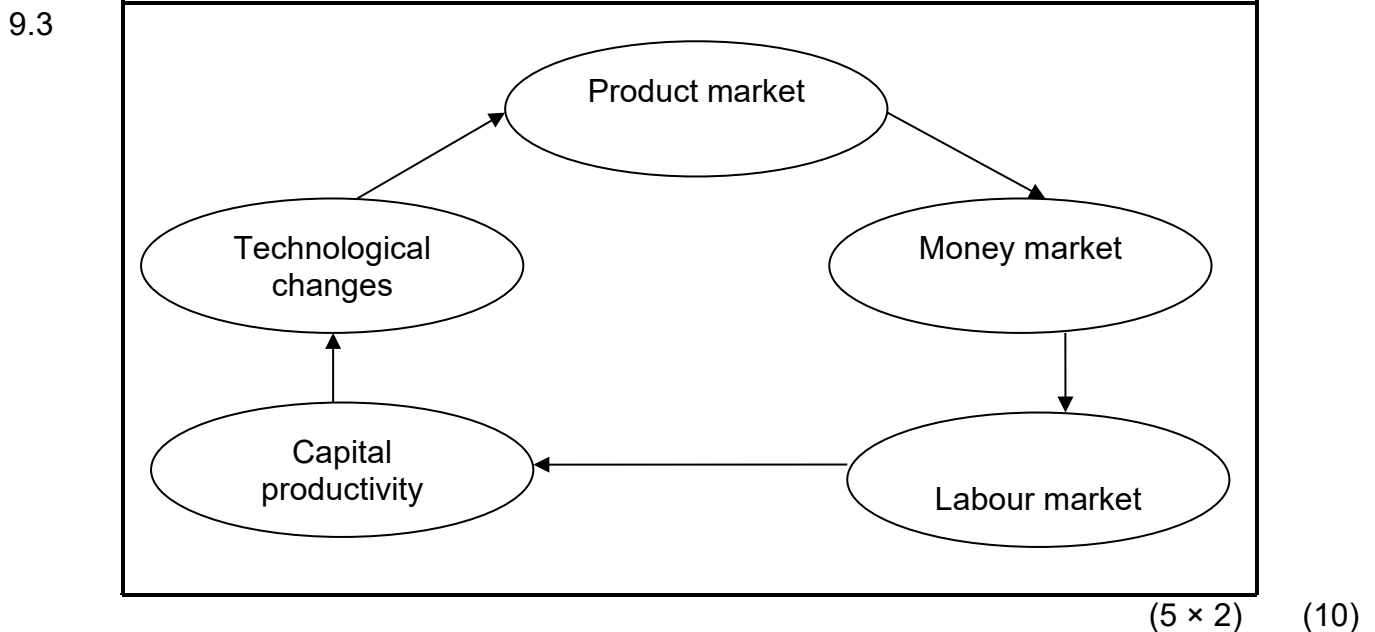 9.3
Product market
Technological
changes
Money market
Capital
productivity
Labour market
(5 × 2) (10)